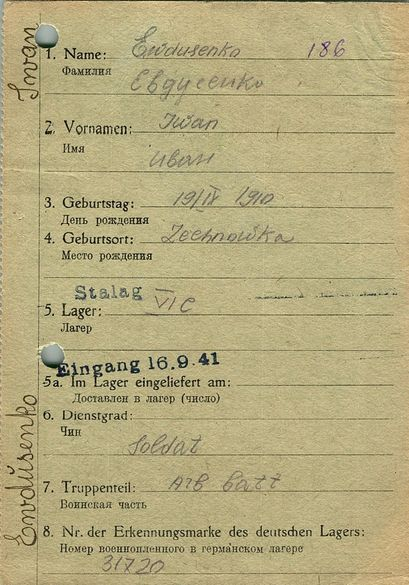 Iwan
Ewdusenko
1. Name: Ewdusenko 186
Фамилия Евдусенко
2. Vornamen: Iwan
Имя Иван
3. Geburtstag: 19/IV 1910
День рождения
4. Geburtsort: Zechnowka
Место рождения
Stalag VI C
5. Lager:
Лагерь
Eingang 16.9.41
5a. Im Lager eingeliefert am:
Доставлен в лагерь (число)
6. Dienstgrad:
Чин
Soldat
7. Truppenteil: Arb batt
Воинская часть
8. Nr. der Erkennungsmarke des deutschen Lagers:
Номер военнопленного в германском лагере
31720